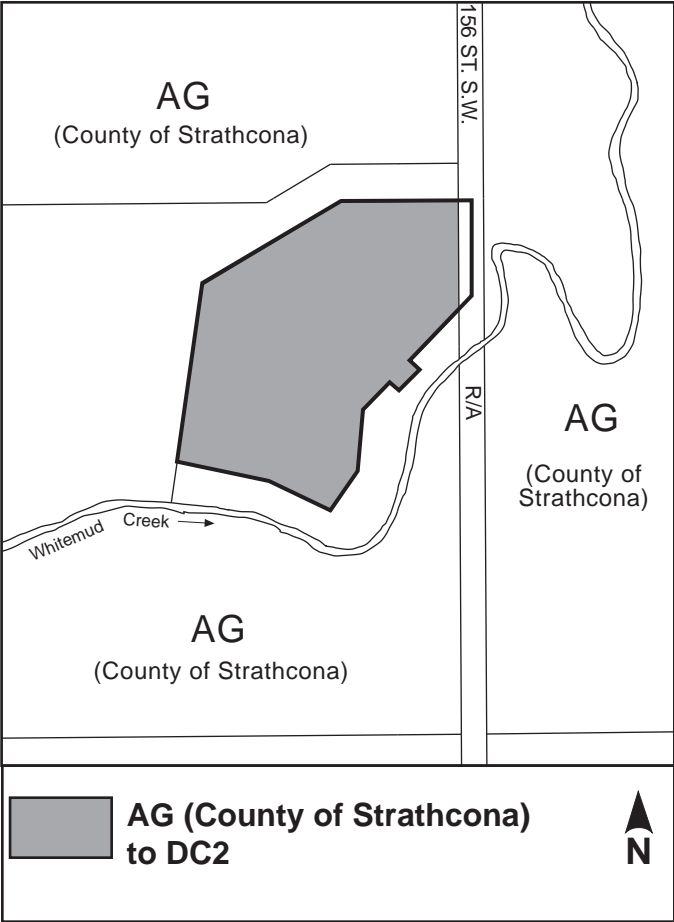 156 ST. S.W.
AG
(County of Strathcona)
R/A
AG
(County of
Strathcona)
Whitemud Creek
AG
(County of Strathcona)
AG (County of Strathcona)
to DC2
N